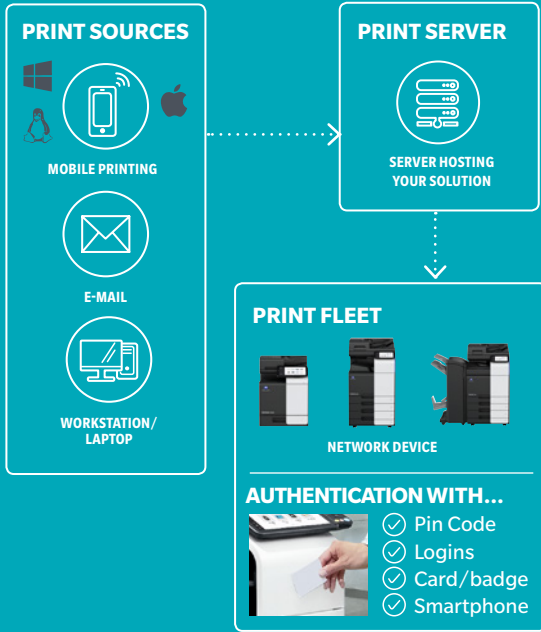 PRINT SOURCES
MOBILE PRINTING
E-MAIL
WORKSTATION/
LAPTOP
PRINT SERVER
SERVER HOSTING
YOUR SOLUTION
PRINT FLEET
NETWORK DEVICE
AUTHENTICATION WITH...
Pin Code
Logins
Card/badge
Smartphone